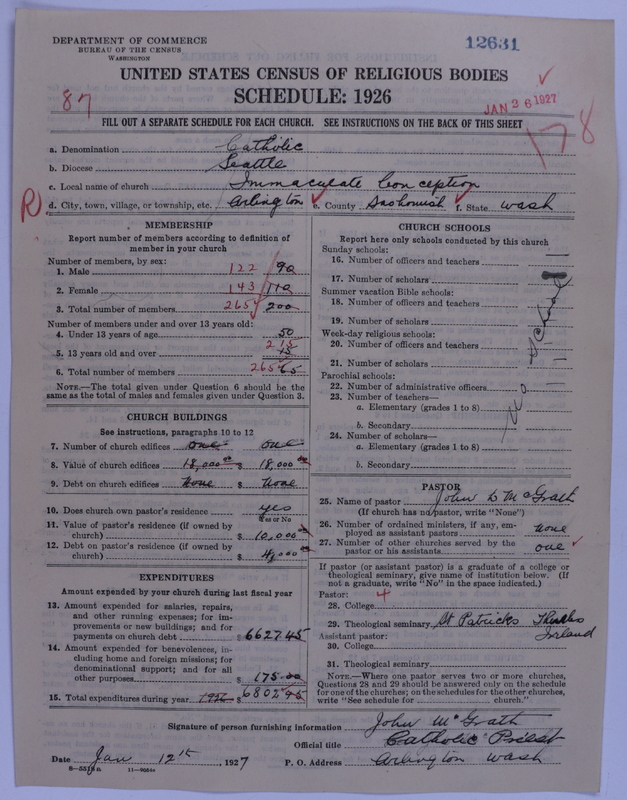 DEPARTMENT OF COMMERCE
BUREAU OF THE CENSUS
WASHINGTON
12631
UNITED STATES CENSUS OF RELIGIOUS BODIES
SCHEDULE: 1926
87
JAN 26 1927
178
FILL OUT A SEPARATE SCHEDULE FOR EACH CHURCH. SEE INSTRUCTIONS ON THE BACK OF THIS SHEET
a. Denomination Catholic
b. Diocese Seattle
c. Local name of church Immaculate Conception
R
d. City, town, village, or township, etc. Arlington e. County Snohomish f. State Wash
MEMBERSHIP
Report number of members according to definition of member in your church
Number of members, by sex:
1. Male 122 90
2. Female 143 110
3. Total number of members 265 200
Number of members under and over 13 years old:
4. Under 13 years of age 50
5. 13 years old and over 215 15
6. Total number of members 265 65
NOTE.—The total given under Question 6 should be the same as the total of males and females given under Question 3.
CHURCH BUILDINGS
See instructions, paragraphs 10 to 12
7. Number of church edifices one one
8. Value of church edifices 18,000 00 $ 18,000 00
9. Debt on church edifices None $ None
10. Does church own pastor's residence yes
Yes or No
11. Value of pastor's residence (if owned by church) $ 10,000 00
12. Debt on pastor's residence (if owned by church) $ 4,000 00
EXPENDITURES
Amount expended by your church during last fiscal year
13. Amount expended for salaries, repairs, and other running expenses; for improvements or new buildings; and for payments on church debt $ 6627.45
14. Amount expended for benevolences, including home and foreign missions; for denominational support; and for all other purposes $ 175.00
15. Total expenditures during year 1926 $ 6802 45
CHURCH SCHOOLS
Report here only schools conducted by this church
Sunday schools:
16. Number of officers and teachers —
17. Number of scholars
Summer vacation Bible schools:
18. Number of officers and teachers
19. Number of scholars
Week-day religious schools:
20. Number of officers and teachers
21. Number of scholars —
Parochial schools:
22. Number of administrative officers
23. Number of teachers—
a. Elementary (grades 1 to 8)
b. Secondary
24. Number of scholars—
a. Elementary (grades 1 to 8)
b. Secondary
No School
PASTOR
25. Name of pastor John D McGrath
(If church has no pastor, write "None")
26. Number of ordained ministers, if any, employed as assistant pastors none
27. Number of other churches served by the pastor or his assistants one
If pastor (or assistant pastor) is a graduate of a college or theological seminary, give name of institution below. (If not a graduate, write "No" in the space indicated.)
Pastor: 4
28. College
29. Theological seminary St Patricks Thurles Ireland
Assistant pastor:
30. College
31. Theological seminary
NOTE.—Where one pastor serves two or more churches, Questions 28 and 29 should be answered only on the schedule for one of the churches; on the schedules for the other churches, write "See schedule for church."
Signature of person furnishing information John McGrath
Official title Catholic Priest
Date Jan 12th, 1927 P. O. Address Arlington Wash